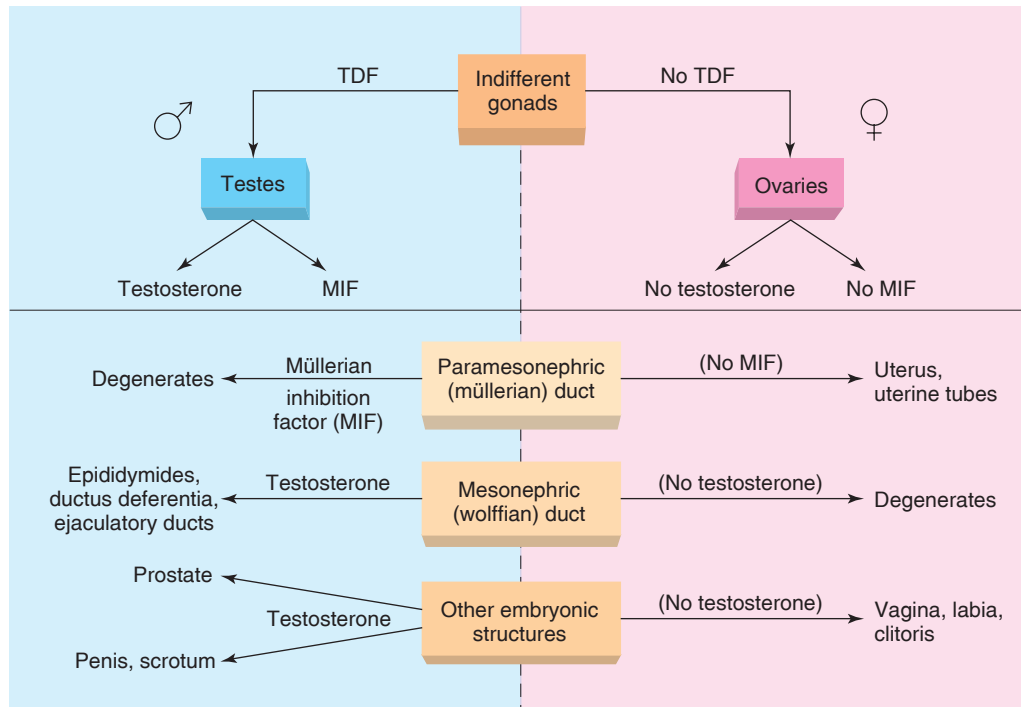 TDF
Indifferent
gonads
No TDF
Testes
Ovaries
Testosterone
MIF
No testosterone
No MIF
Degenerates
Müllerian
inhibition
factor (MIF)
Paramesonephric
(müllerian) duct
(No MIF)
Uterus,
uterine tubes
Epididymides,
ductus deferentia,
ejaculatory ducts
Testosterone
Mesonephric
(wolffian) duct
(No testosterone)
Degenerates
Prostate
Testosterone
Penis, scrotum
Other embryonic
structures
(No testosterone)
Vagina, labia,
clitoris